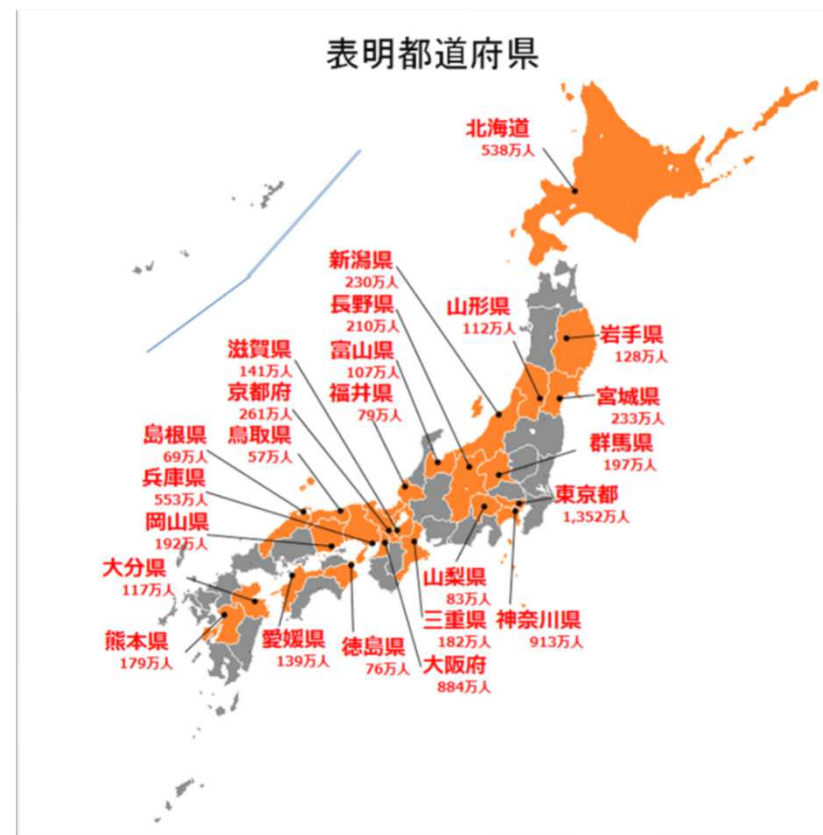 表明都道府県
北海道
538万人
新潟県
230万人
長野県
210万人
山形県
112万人
岩手県
128万人
滋賀県
141万人
富山県
107万人
京都府
261万人
福井県
79万人
宮城県
233万人
島根県
69万人
鳥取県
57万人
群馬県
197万人
兵庫県
553万人
東京都
1,352万人
岡山県
192万人
大分県
117万人
山梨県
83万人
熊本県
179万人
愛媛県
139万人
徳島県
76万人
三重県
182万人
神奈川県
913万人
大阪府
884万人